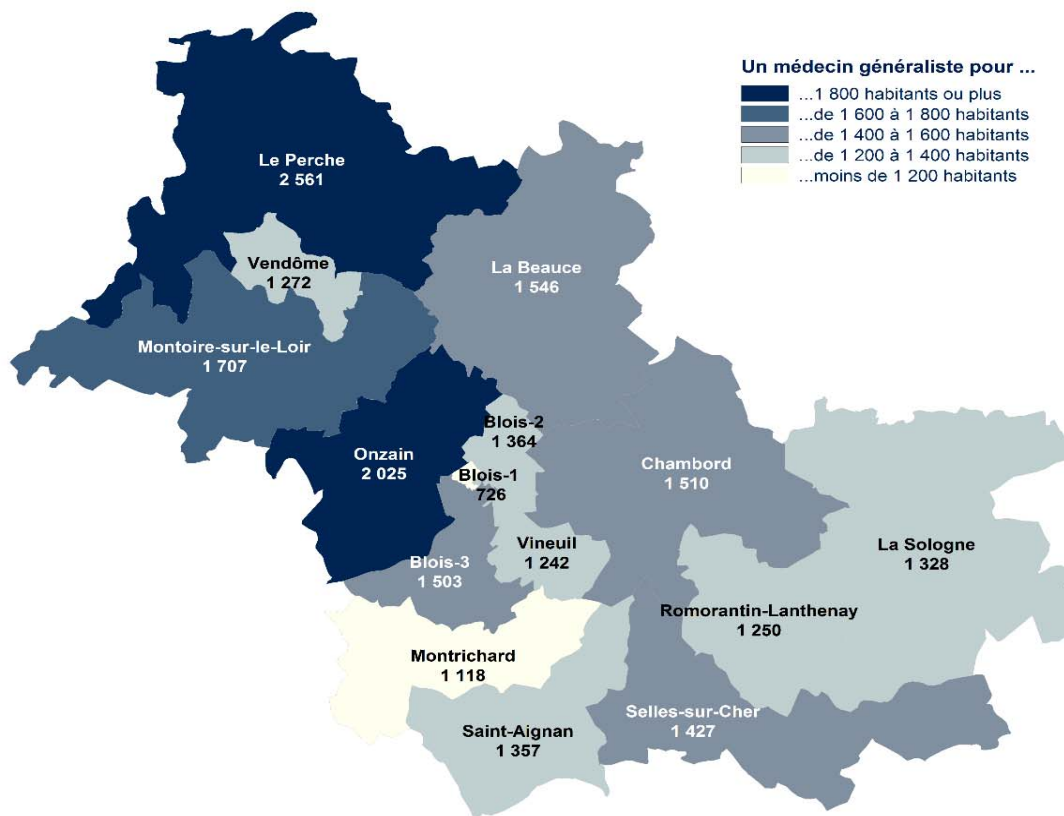 Un médecin généraliste pour ...
...1 800 habitants ou plus
...de 1 600 à 1 800 habitants
...de 1 400 à 1 600 habitants
...de 1 200 à 1 400 habitants
...moins de 1 200 habitants
Le Perche
2 561
Vendôme
1 272
La Beauce
1 546
Montoire-sur-le-Loir
1 707
Blois-2
1 364
Onzain
2 025
Blois-1
726
Chambord
1 510
Vineuil
1 242
La Sologne
1 328
Blois-3
1 503
Romorantin-Lanthenay
1 250
Montrichard
1 118
Selles-sur-Cher
1 427
Saint-Aignan
1 357